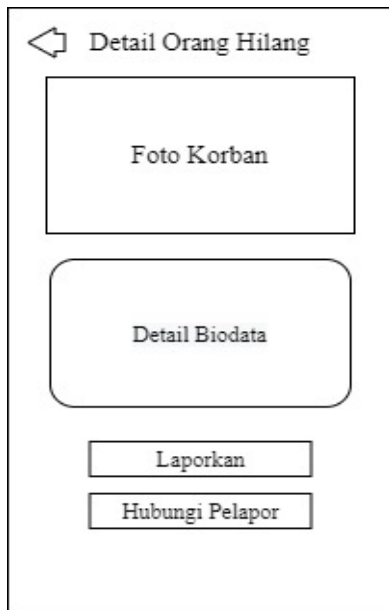 Detail Orang Hilang
Foto Korban
Detail Biodata
Laporkan
Hubungi Pelapor